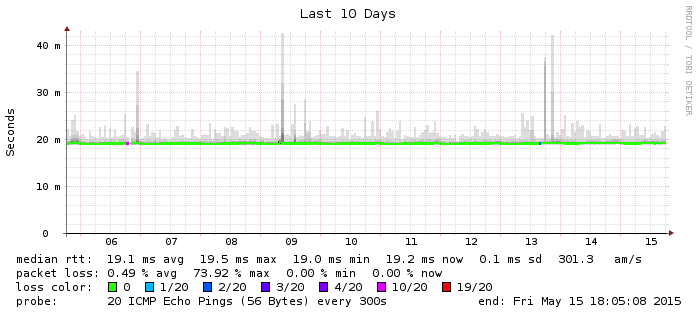 Last 10 Days
RRDTOOL / TOBI OETIKER
Seconds
40 m
30 m
20 m
10 m
0
06 07 08 09 10 11 12 13 14 15
median rtt: 19.1 ms avg 19.5 ms max 19.0 ms min 19.2 ms now 0.1 ms sd 301.3 am/s
packet loss: 0.49 % avg 73.92 % max 0.00 % min 0.00 % now
loss color: 0 1/20 2/20 3/20 4/20 10/20 19/20
probe: 20 ICMP Echo Pings (56 Bytes) every 300s end: Fri May 15 18:05:08 2015